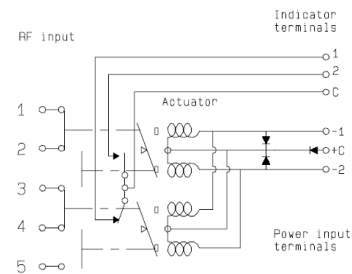 Indicator
terminals
RF input
1
2
C
Actuator
1
2
3
4
5
-1
+C
-2
Power input
terminals